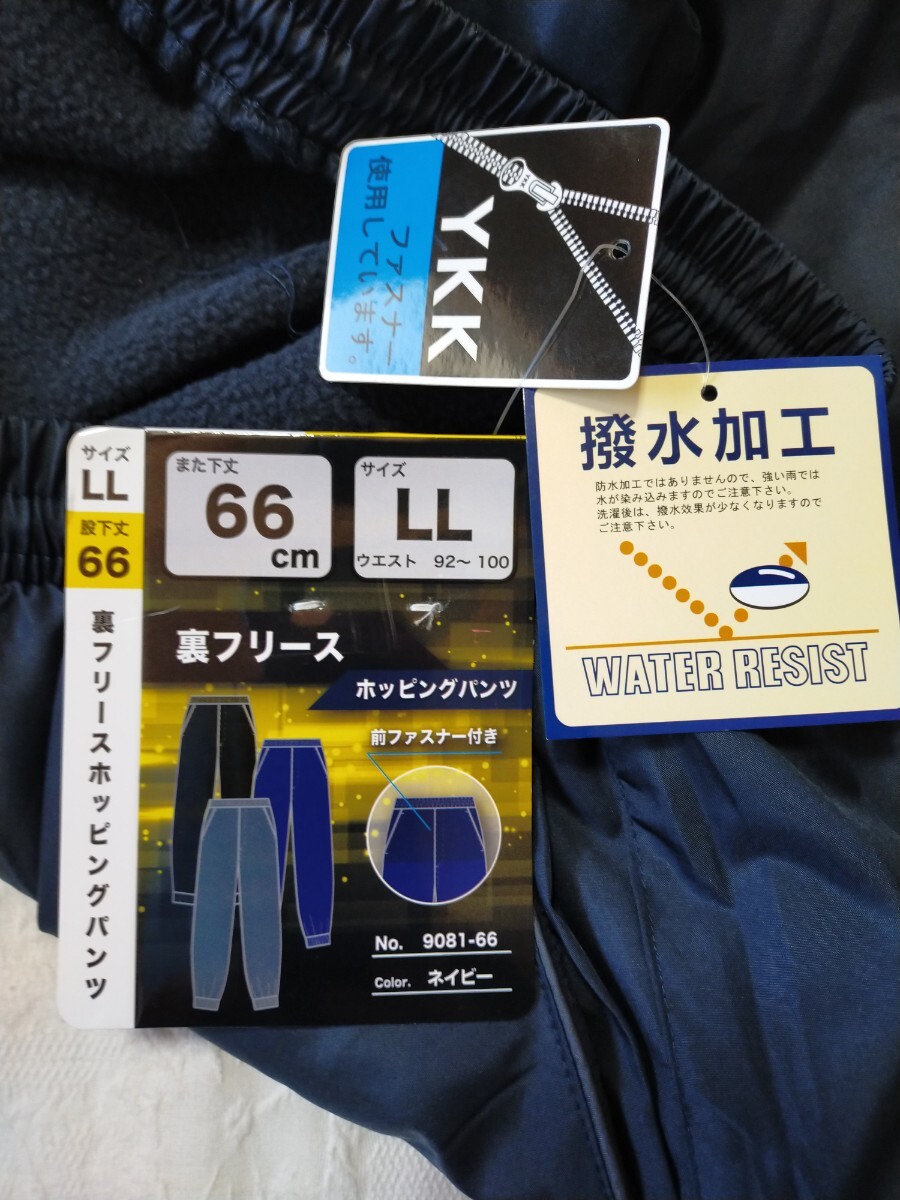 YKK
ファスナー
使用しています。
撥水加工
防水加工ではありませんので、強い雨では
水が染み込みますのでご注意下さい。
洗濯後は、撥水効果が少なくなりますので
ご注意下さい。
WATER RESIST
サイズ
LL
股下丈
66
裏フリースホッピングパンツ
また下丈
66
cm
サイズ
LL
ウエスト 92〜100
裏フリース
ホッピングパンツ
前ファスナー付き
No. 9081-66
Color. ネイビー